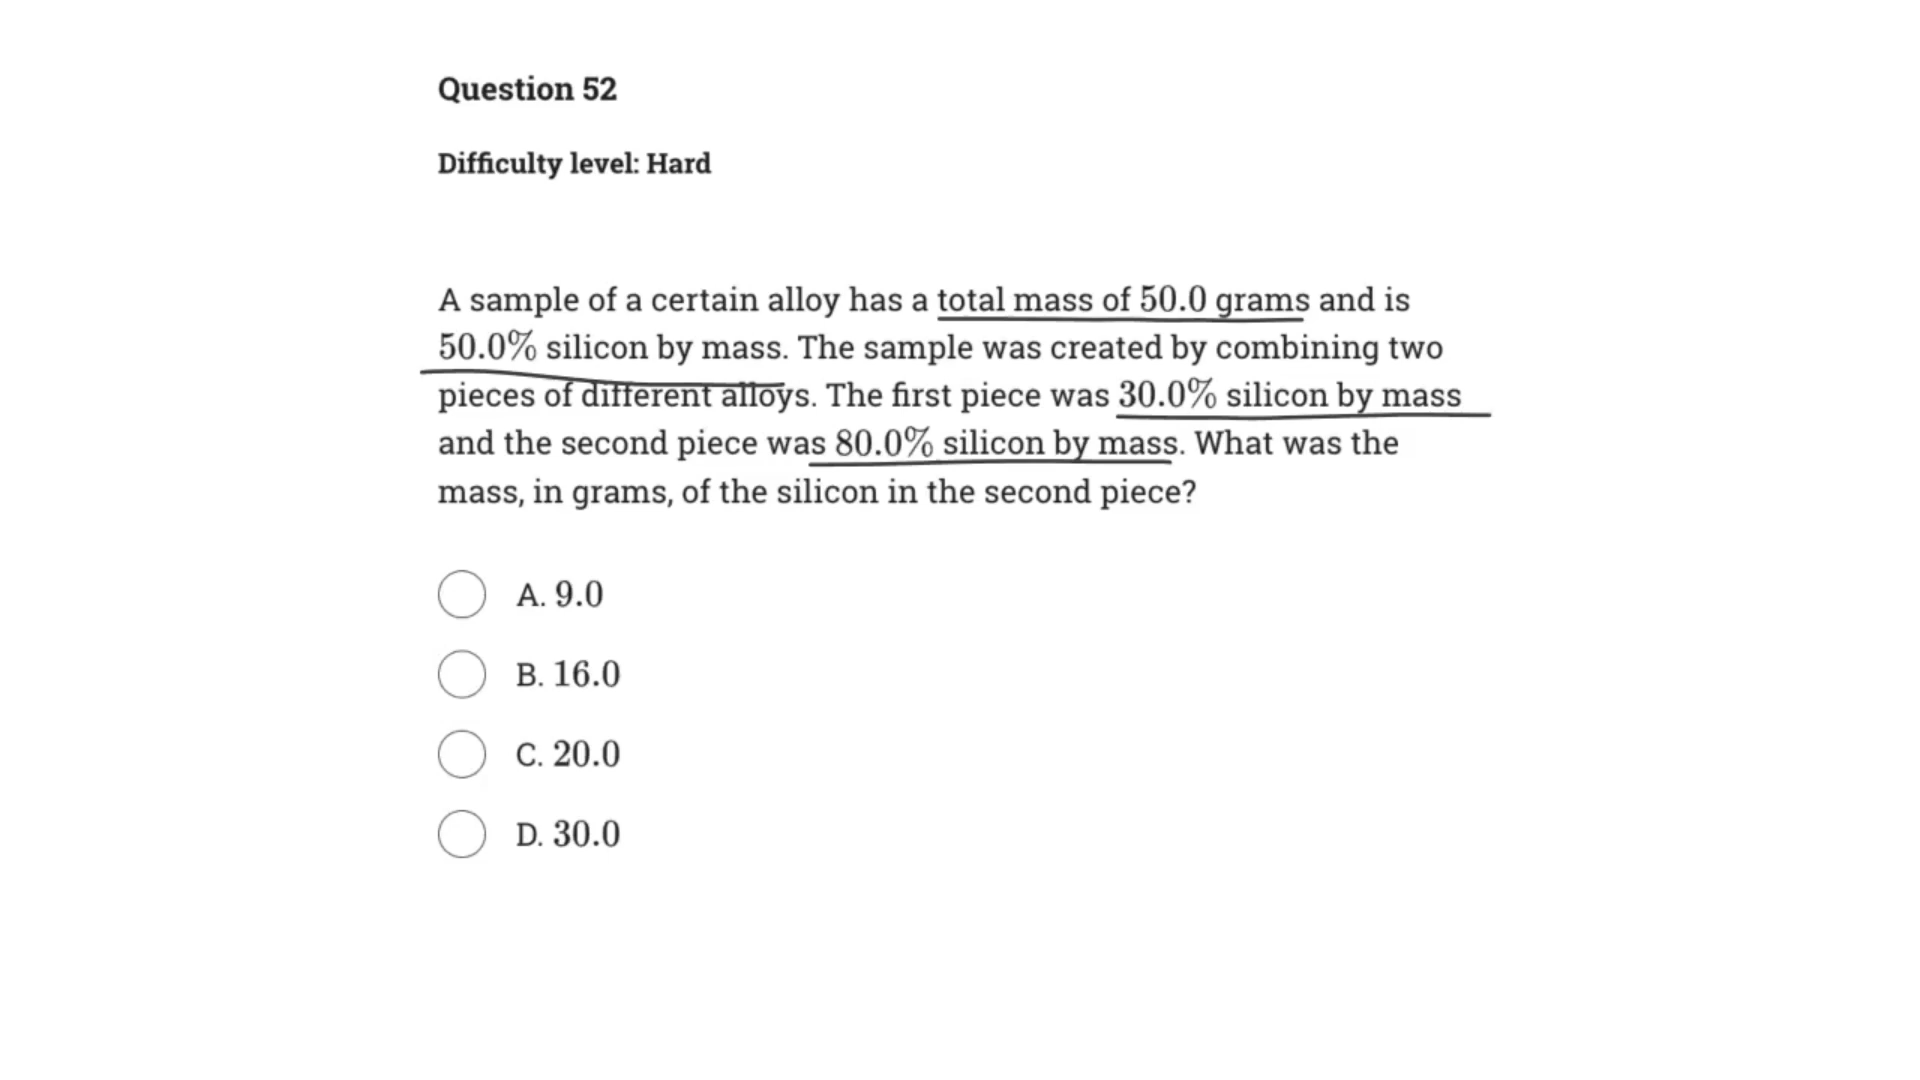 Question 52
Difficulty level: Hard
A sample of a certain alloy has a total mass of 50.0 grams and is
50.0% silicon by mass. The sample was created by combining two
pieces of different alloys. The first piece was 30.0% silicon by mass
and the second piece was 80.0% silicon by mass. What was the
mass, in grams, of the silicon in the second piece?
A. 9.0
B. 16.0
C. 20.0
D. 30.0